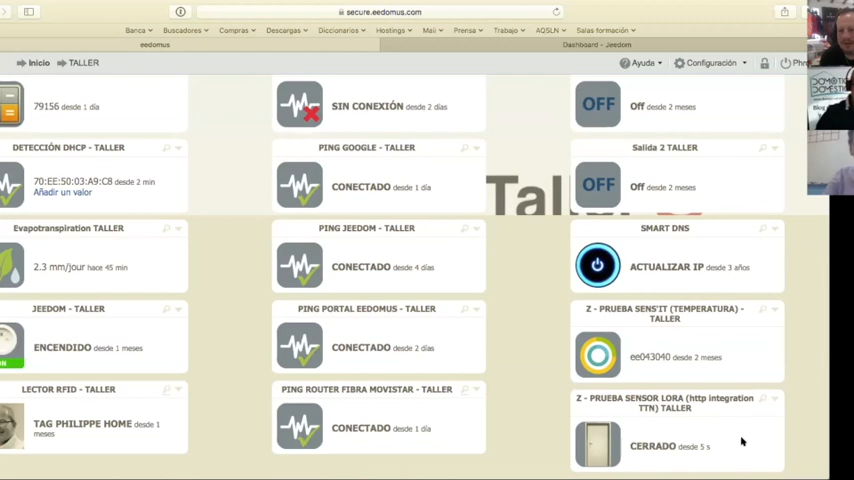 secure.eedomus.com
Banca
Buscadores
Compras
Descargas
Diccionarios
Hostings
Maii
Prensa
Trabajo
AQSLN
Salas formación
eedomus
Dashboard - Jeedom
Inicio
TALLER
Ayuda
Configuración
79156 desde 1 día
SIN CONEXIÓN desde 2 días
OFF
Off desde 2 meses
DETECCIÓN DHCP - TALLER
70:EE:50:03:A9:C8 desde 2 min
Añadir un valor
PING GOOGLE - TALLER
CONECTADO desde 1 día
Salida 2 TALLER
OFF
Off desde 2 meses
Evapotranspiration TALLER
2.3 mm/jour hace 45 min
PING JEEDOM - TALLER
CONECTADO desde 4 días
SMART DNS
ACTUALIZAR IP desde 3 años
JEEDOM - TALLER
ENCENDIDO desde 1 meses
PING PORTAL EEDOMUS - TALLER
CONECTADO desde 2 días
Z - PRUEBA SENS'IT (TEMPERATURA) -
TALLER
ee043040 desde 2 meses
LECTOR RFID - TALLER
TAG PHILIPPE HOME desde 1
meses
PING ROUTER FIBRA MOVISTAR - TALLER
CONECTADO desde 1 día
Z - PRUEBA SENSOR LORA (http integration
TTN) TALLER
CERRADO desde 5 s